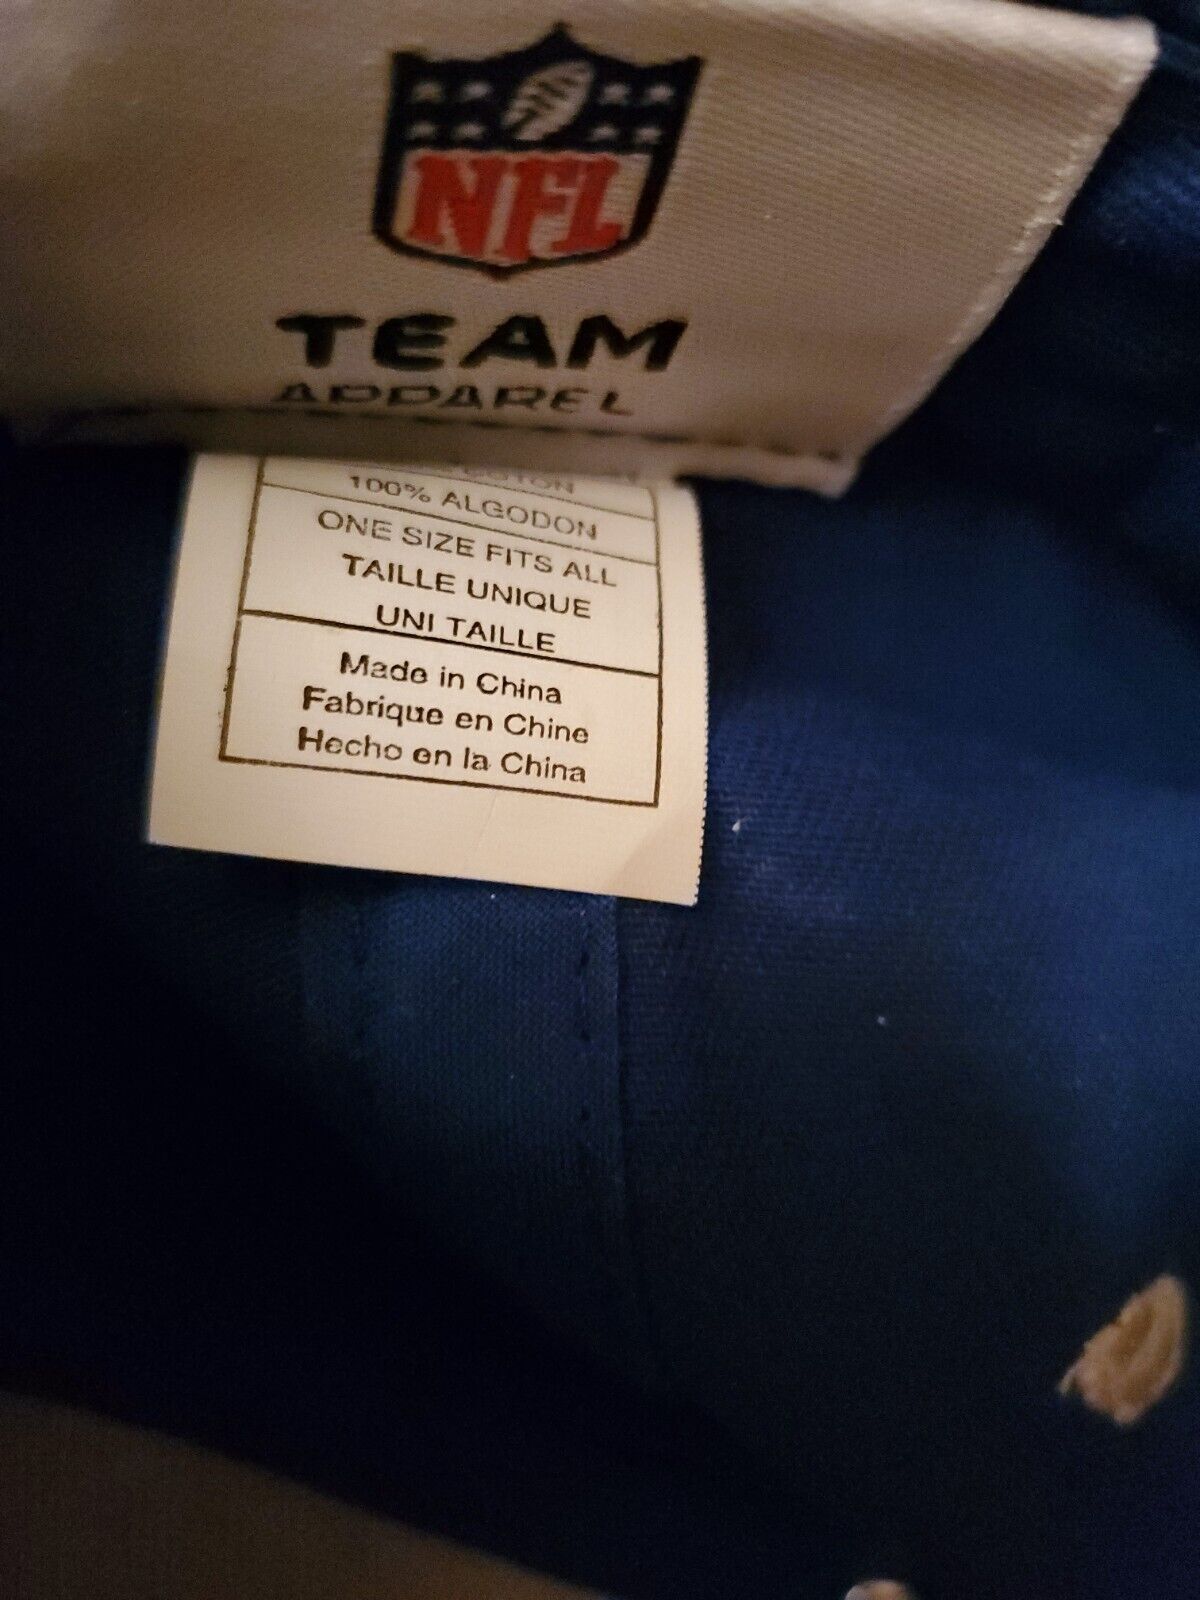 NFL
TEAM
APPAREL
100% ALGODON
ONE SIZE FITS ALL
TAILLE UNIQUE
UNI TAILLE
Made in China
Fabrique en Chine
Hecho en la China